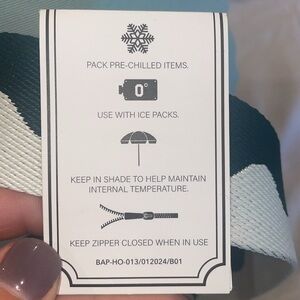 PACK PRE-CHILLED ITEMS.
0°
USE WITH ICE PACKS.
KEEP IN SHADE TO HELP MAINTAIN
INTERNAL TEMPERATURE.
KEEP ZIPPER CLOSED WHEN IN USE
BAP-HO-013/012024/B01